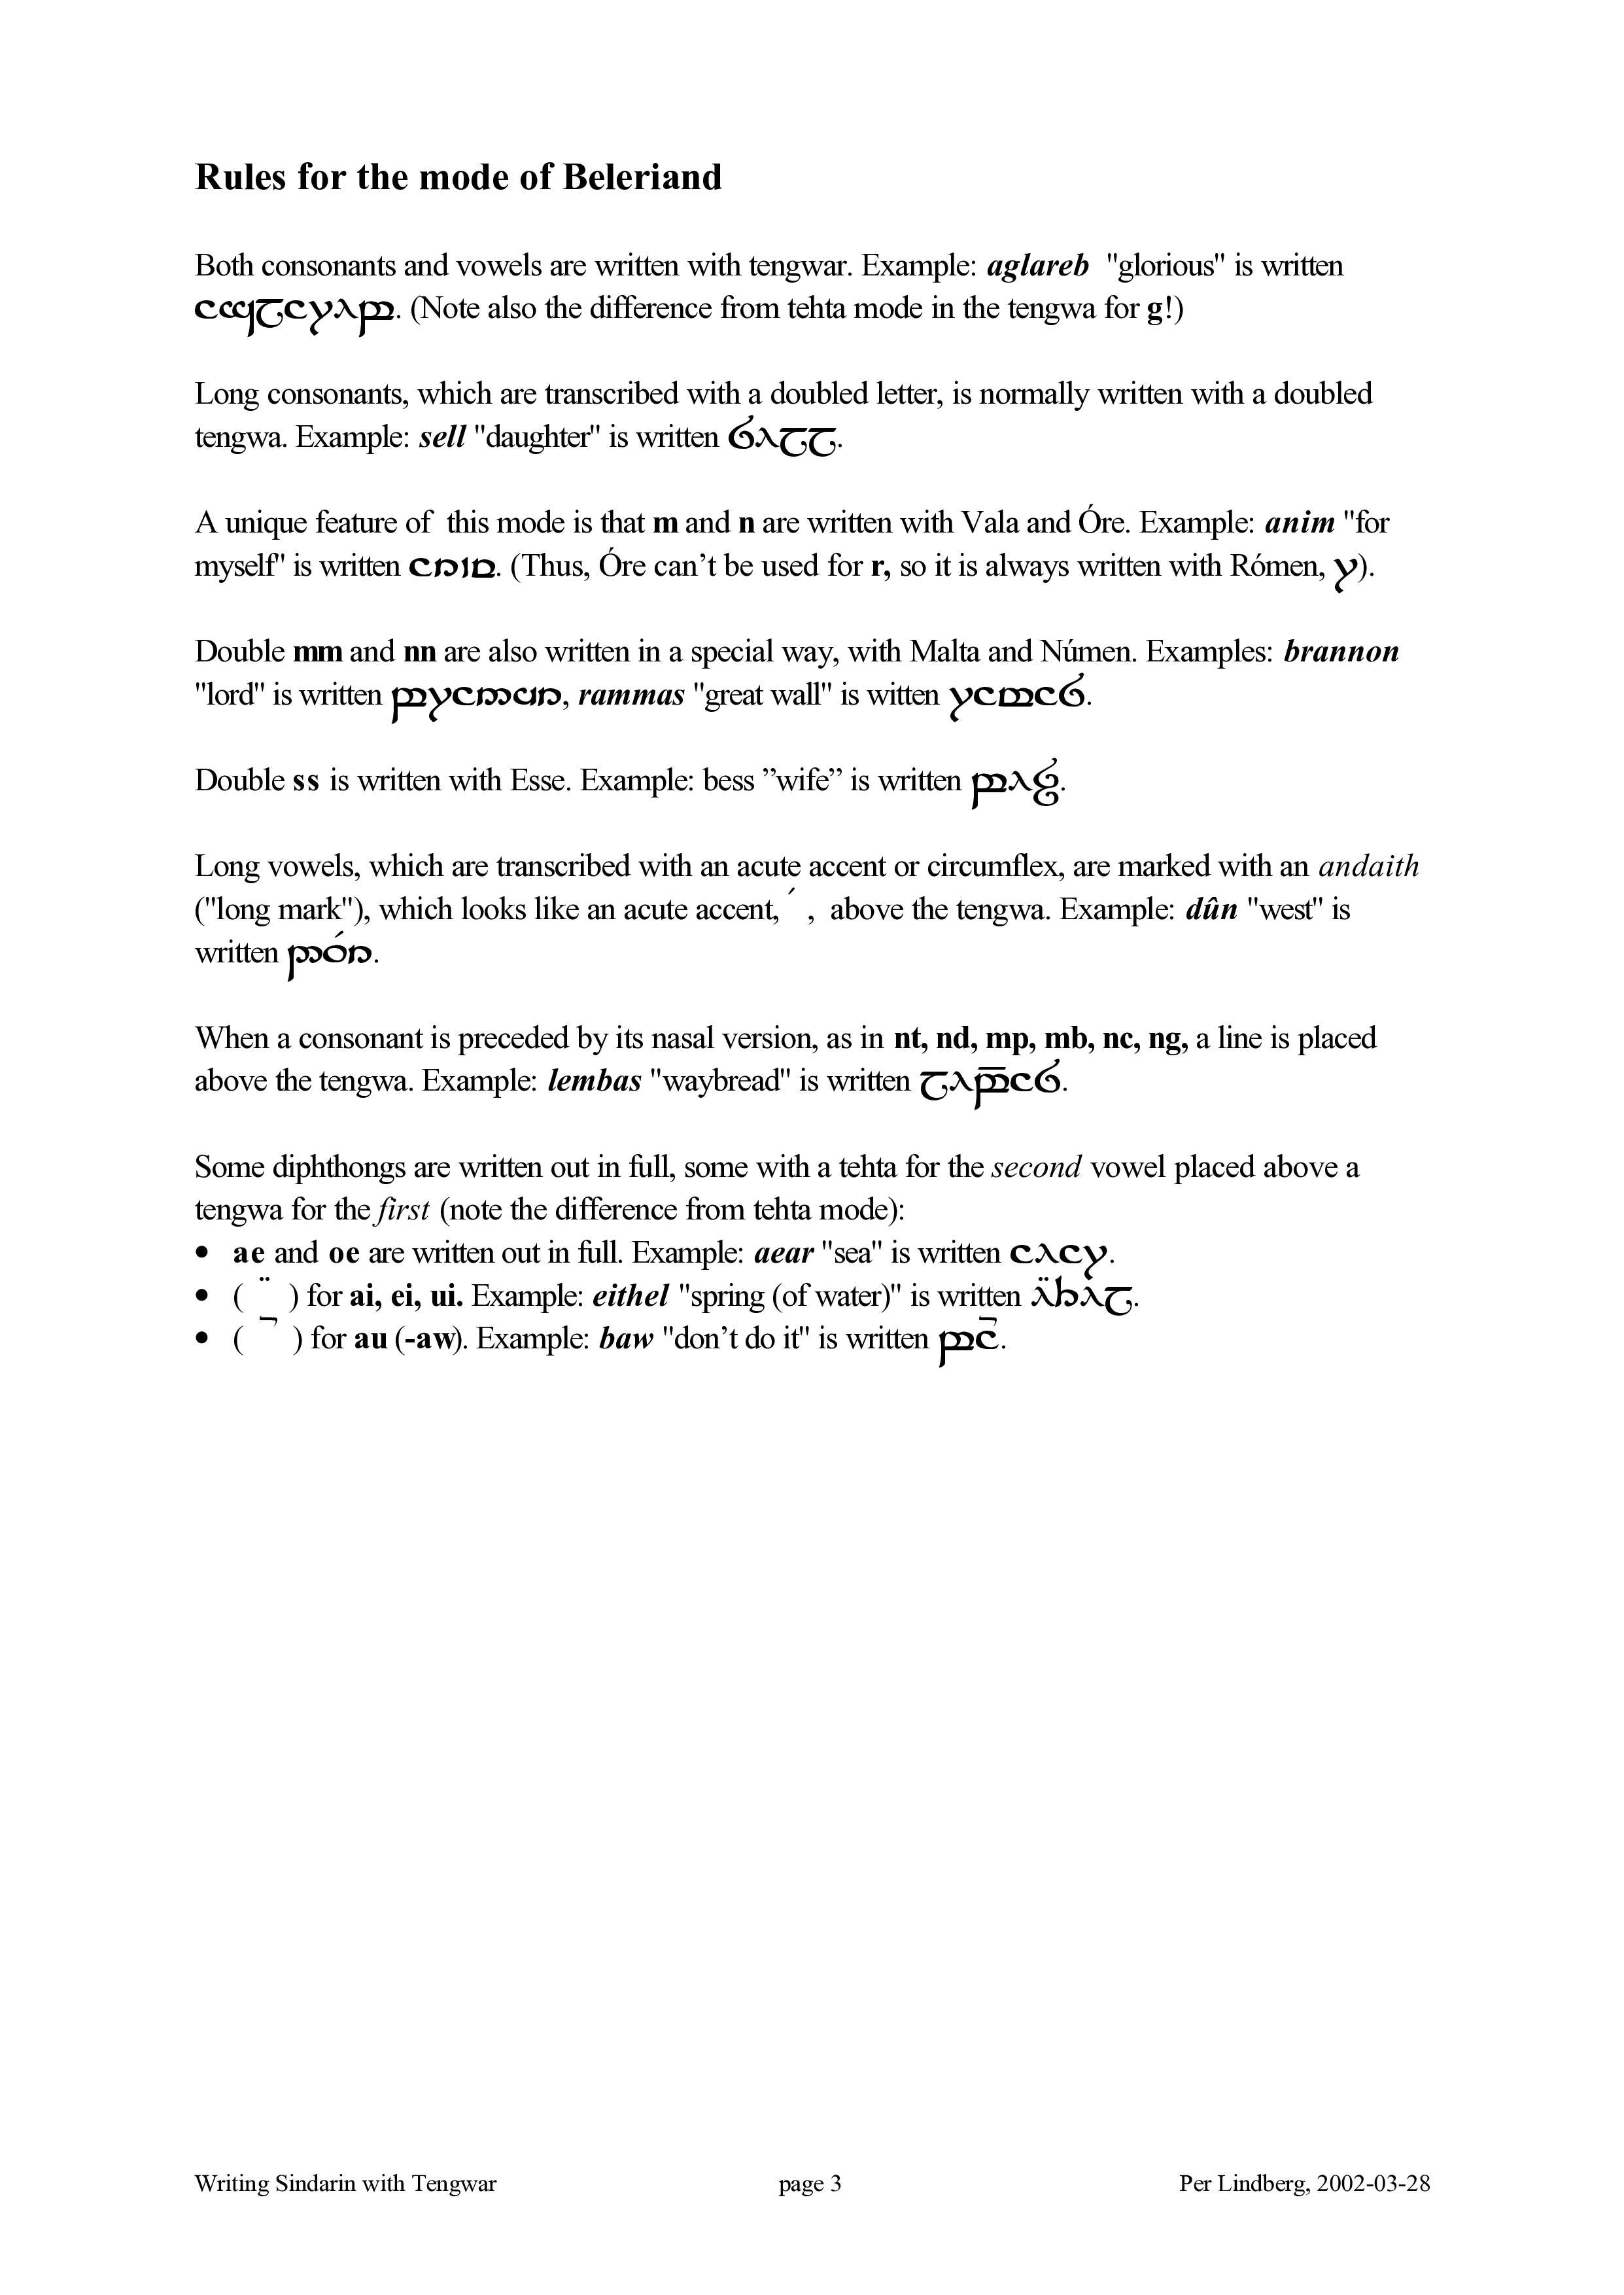 Rules for the mode of Beleriand
Both consonants and vowels are written with tengwar. Example: aglareb "glorious" is written
. (Note also the difference from tehta mode in the tengwa for g!)
Long consonants, which are transcribed with a doubled letter, is normally written with a doubled
tengwa. Example: sell "daughter" is written .
A unique feature of this mode is that m and n are written with Vala and Óre. Example: anim "for
myself" is written . (Thus, Óre can’t be used for r, so it is always written with Rómen, ).
Double mm and nn are also written in a special way, with Malta and Númen. Examples: brannon
"lord" is written , rammas "great wall" is witten .
Double ss is written with Esse. Example: bess ”wife” is written .
Long vowels, which are transcribed with an acute accent or circumflex, are marked with an andaith
("long mark"), which looks like an acute accent, ´ , above the tengwa. Example: dûn "west" is
written .
When a consonant is preceded by its nasal version, as in nt, nd, mp, mb, nc, ng, a line is placed
above the tengwa. Example: lembas "waybread" is written .
Some diphthongs are written out in full, some with a tehta for the second vowel placed above a
tengwa for the first (note the difference from tehta mode):
• ae and oe are written out in full. Example: aear "sea" is written .
• ( ¨ ) for ai, ei, ui. Example: eithel "spring (of water)" is written .
• ( ) for au (-aw). Example: baw "don’t do it" is written .
Writing Sindarin with Tengwar page 3 Per Lindberg, 2002-03-28